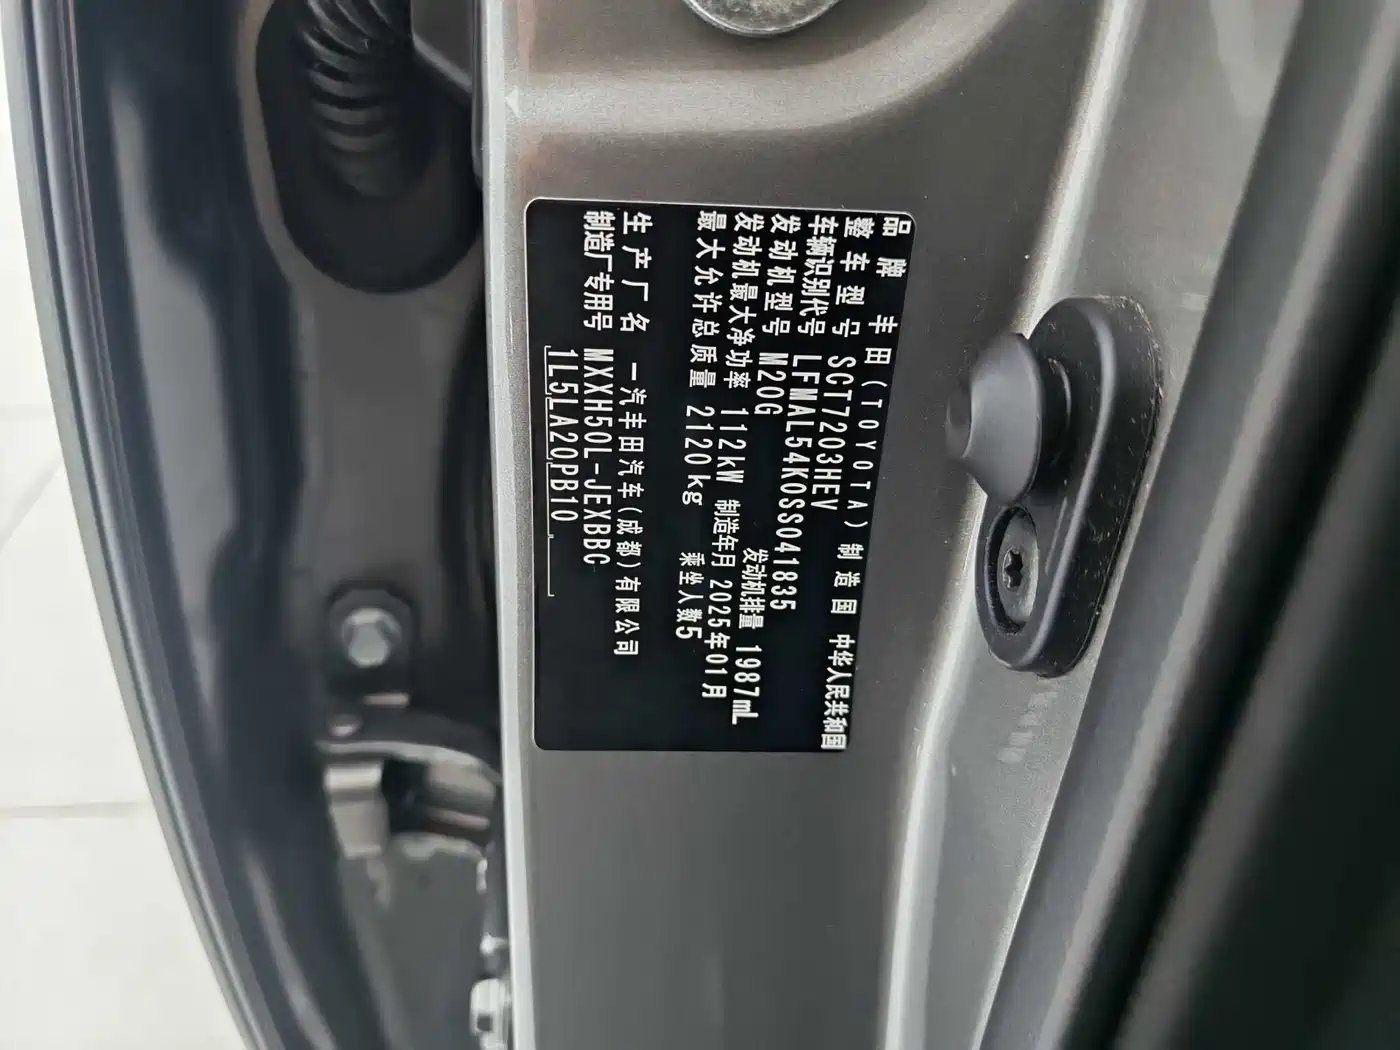 品牌 丰田(TOYOTA) 制造国 中华人民共和国
整车型号 SCT7203HEV
车辆识别代号 LFMAL54K0SS041835
发动机型号 M20G 发动机排量 1987mL
发动机最大净功率 112kW 制造年月 2025年01月
最大允许总质量 2120kg 乘坐人数5
生产厂名 一汽丰田汽车(成都)有限公司
制造厂专用号 MXXH50L-JEXBBC
1L5LA20PB10